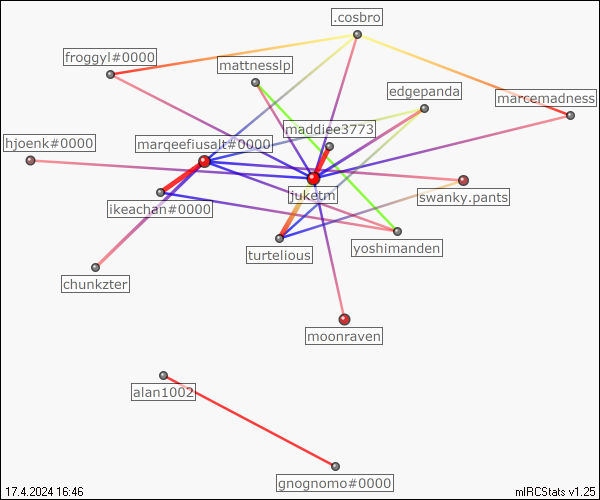 .cosbro
froggyl#0000
mattnesslp
edgepanda
marcemadness
maddiee3773
hjoenk#0000
marqeefiusalt#0000
juketm
swanky.pants
ikeachan#0000
yoshimanden
turtelious
chunkzter
moonraven
alan1002
gnognomo#0000
17.4.2024 16:46
mIRCStats v1.25